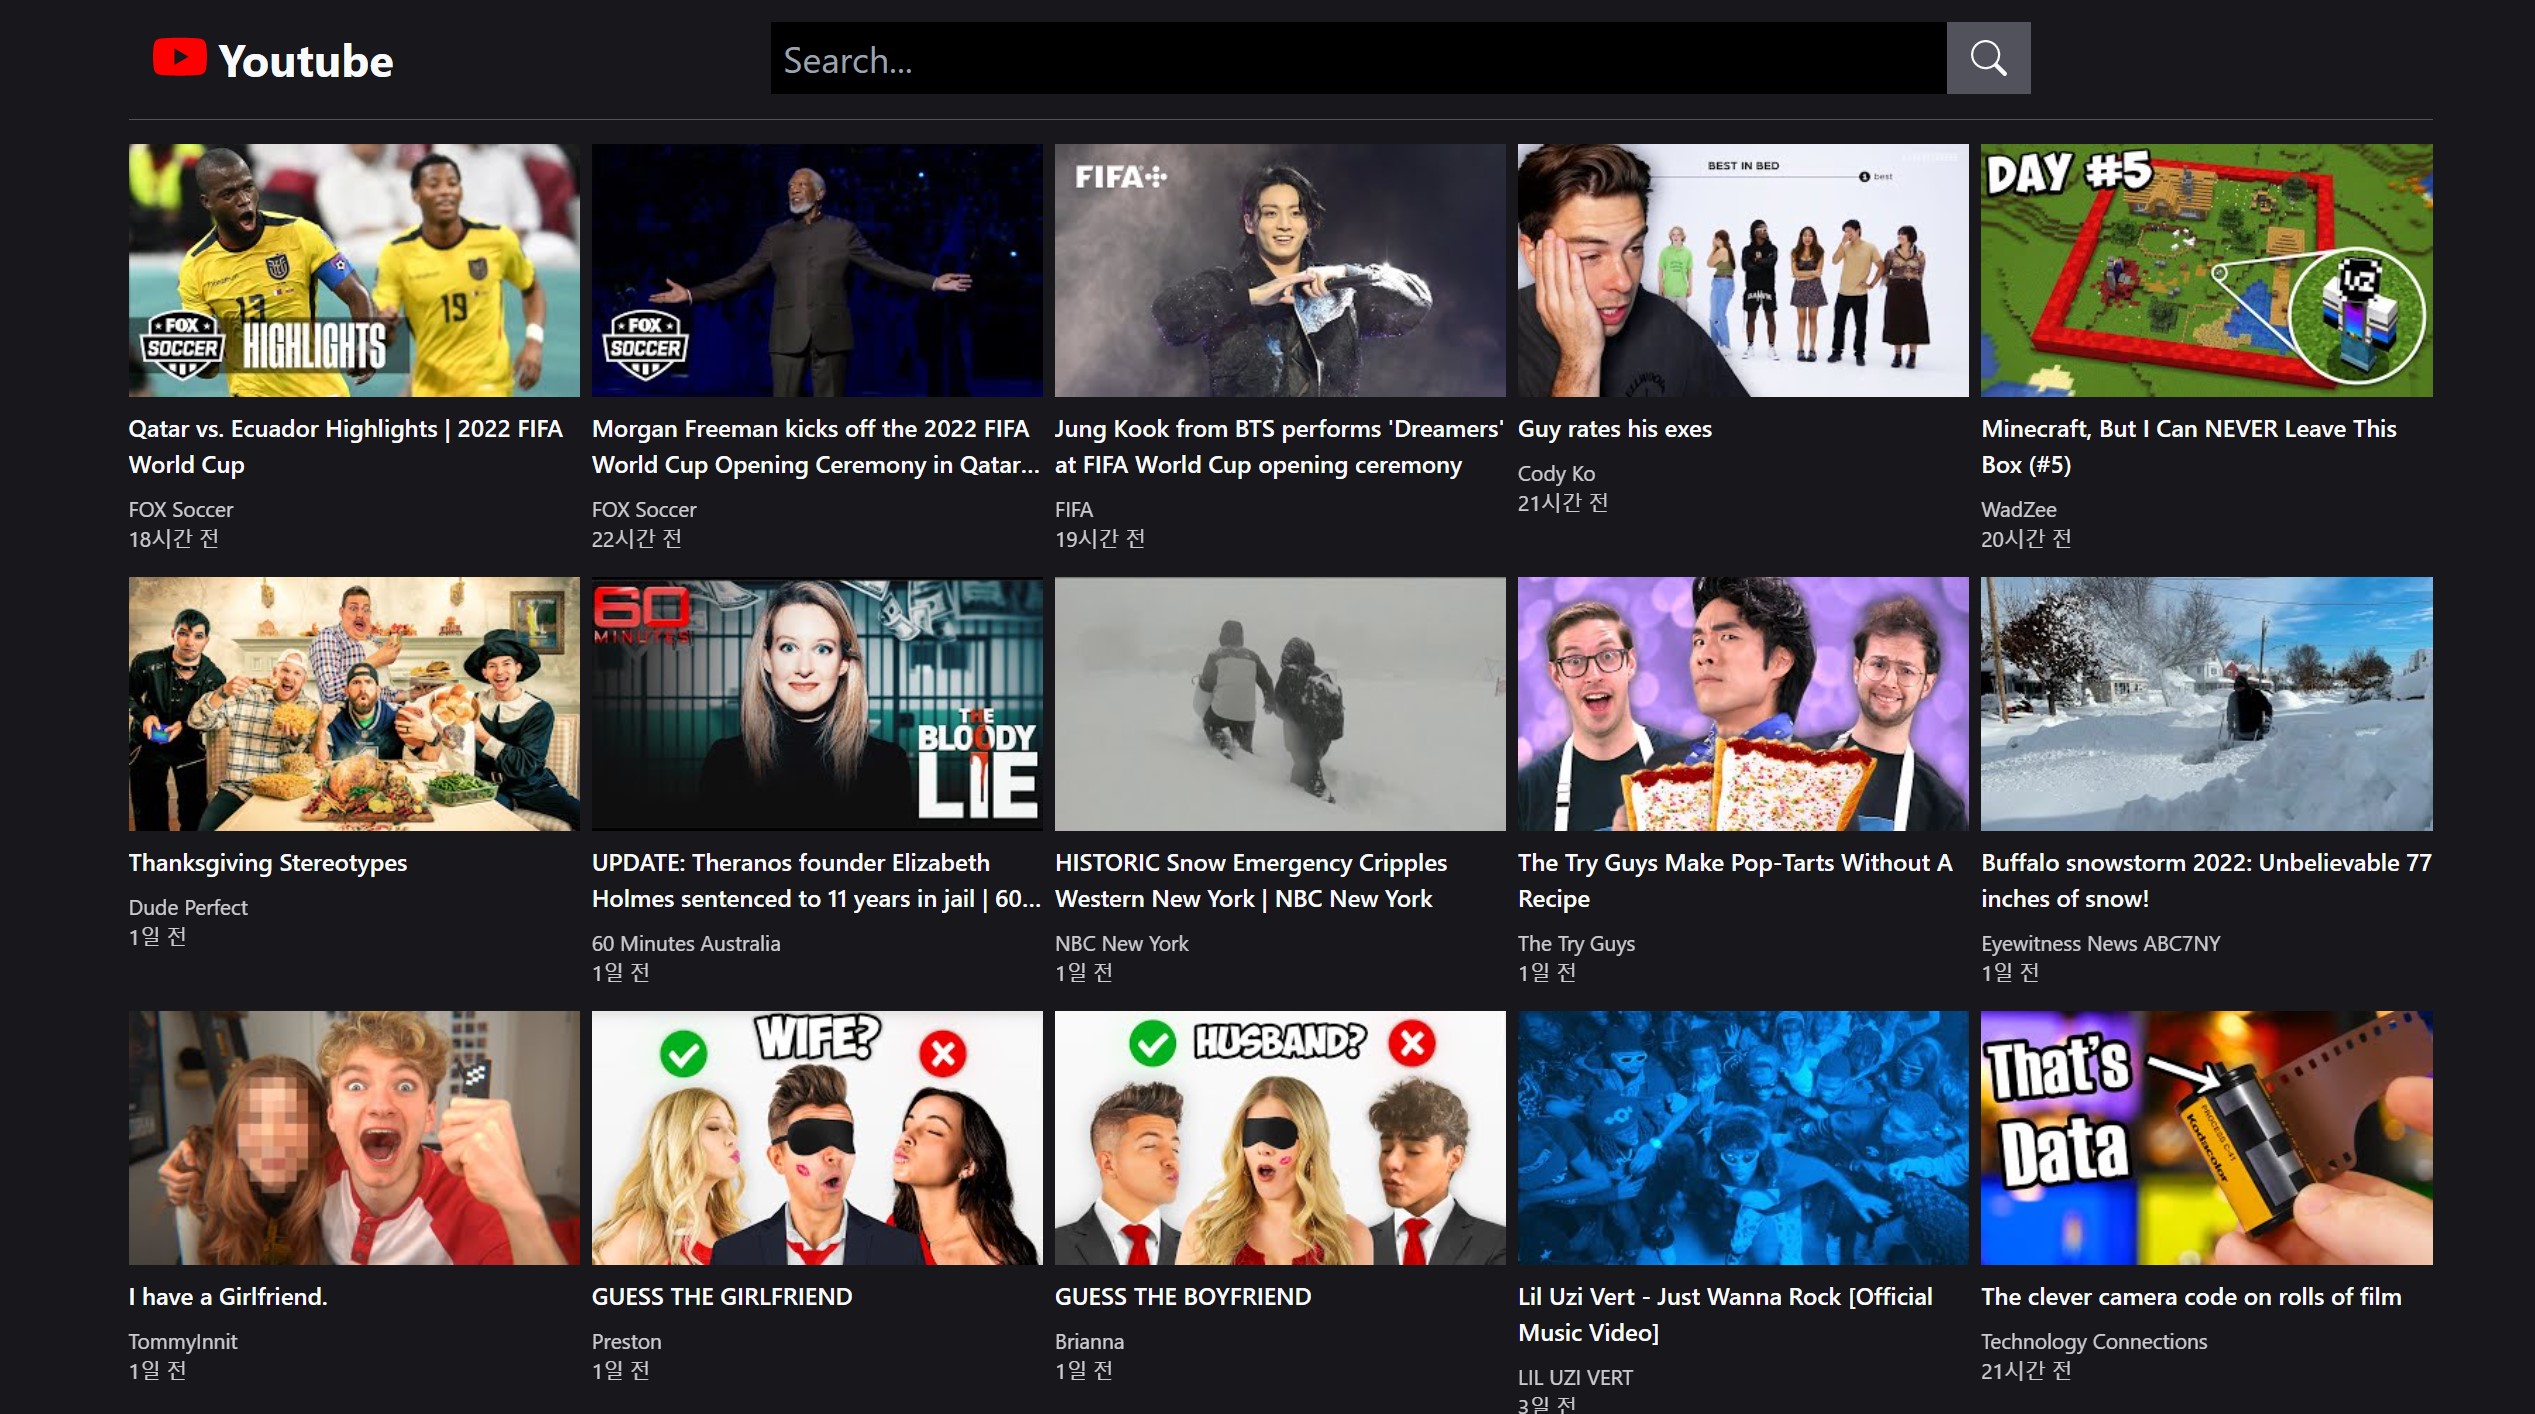 Youtube
Search...
FIFA+
BEST IN BED
1 best
DAY #5
13
19
FOX
SOCCER
HIGHLIGHTS
FOX
SOCCER
Qatar vs. Ecuador Highlights | 2022 FIFA
World Cup
FOX Soccer
18시간 전
Morgan Freeman kicks off the 2022 FIFA
World Cup Opening Ceremony in Qatar...
FOX Soccer
22시간 전
Jung Kook from BTS performs 'Dreamers'
at FIFA World Cup opening ceremony
FIFA
19시간 전
Guy rates his exes
Cody Ko
21시간 전
Minecraft, But I Can NEVER Leave This
Box (#5)
WadZee
20시간 전
60
MINUTES
THE
BLOODY
LIE
Thanksgiving Stereotypes
Dude Perfect
1일 전
UPDATE: Theranos founder Elizabeth
Holmes sentenced to 11 years in jail | 60...
60 Minutes Australia
1일 전
HISTORIC Snow Emergency Cripples
Western New York | NBC New York
NBC New York
1일 전
The Try Guys Make Pop-Tarts Without A
Recipe
The Try Guys
1일 전
Buffalo snowstorm 2022: Unbelievable 77
inches of snow!
Eyewitness News ABC7NY
1일 전
WIFE?
HUSBAND?
That's
Data
PROCESS C-41
Kodacolor
I have a Girlfriend.
TommyInnit
1일 전
GUESS THE GIRLFRIEND
Preston
1일 전
GUESS THE BOYFRIEND
Brianna
1일 전
Lil Uzi Vert - Just Wanna Rock [Official
Music Video]
LIL UZI VERT
3일 전
The clever camera code on rolls of film
Technology Connections
21시간 전